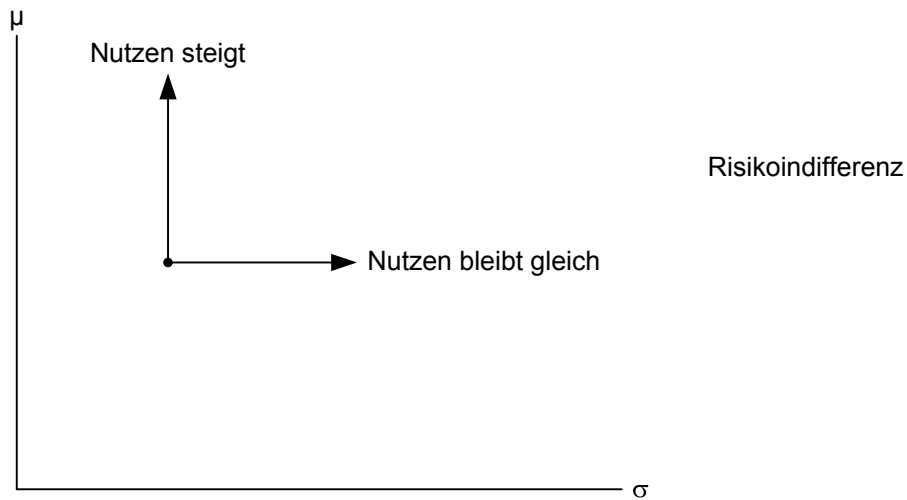 μ
Nutzen steigt
Risikoindifferenz
Nutzen bleibt gleich
σ